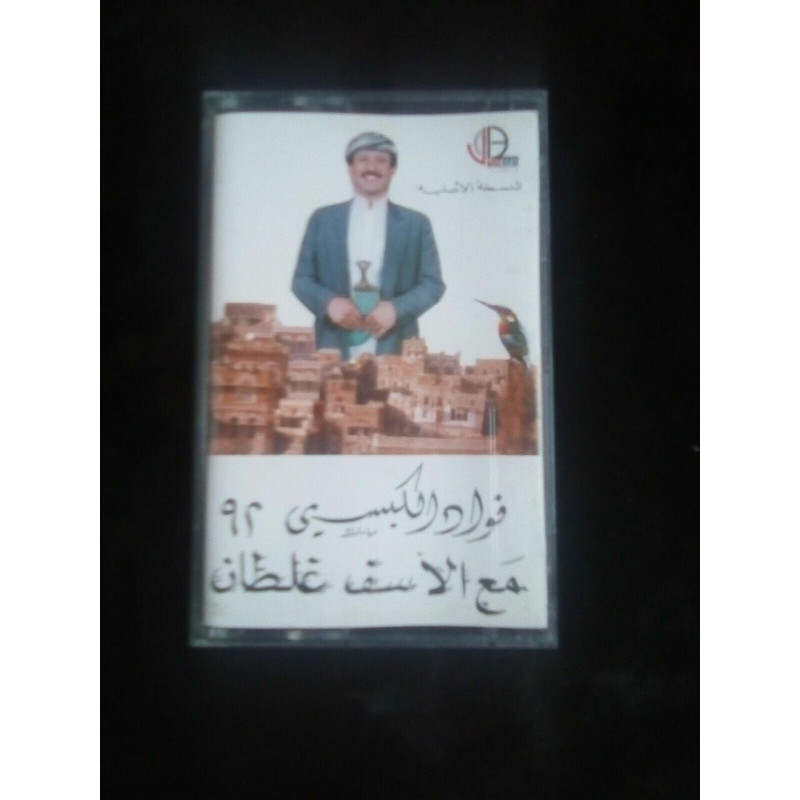 النسخة الأصلية
فؤاد الكبسي ٩٢
مع الأسف غلطان